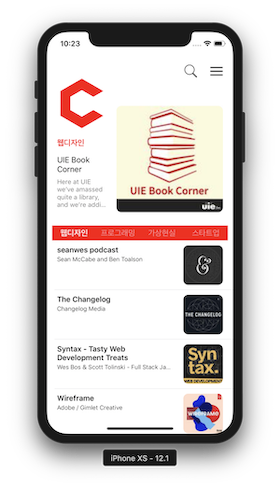 10:23
웹디자인
UIE Book
Corner
Here at UIE
we've amassed
quite a library,
and we're addi...
UIE Book Corner
uie
웹디자인 프로그래밍 가상현실 스타트업
seanwes podcast
Sean McCabe and Ben Toalson
&
The Changelog
Changelog Media
THE CHANGELOG
Syntax - Tasty Web
Development Treats
Wes Bos & Scott Tolinski - Full Stack Ja...
Syn
tax.
WEB DEVELOPMENT
Wireframe
Adobe / Gimlet Creative
iPhone XS - 12.1